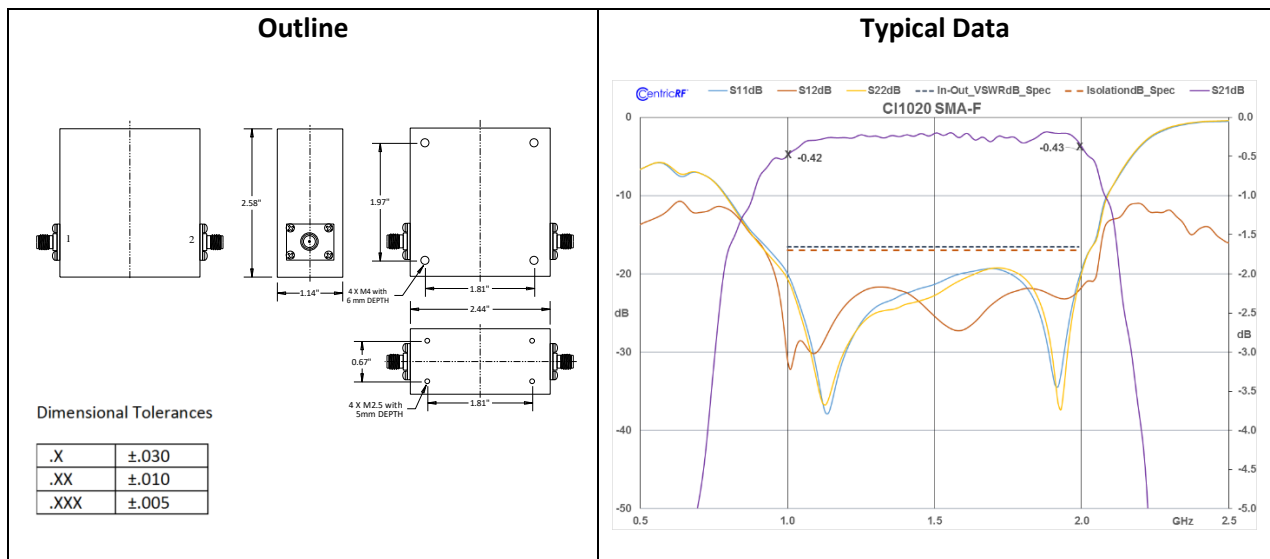 Outline
1
2
2.58"
1.14"
1.97"
4 X M4 with
6 mm DEPTH
1.81"
2.44"
0.67"
4 X M2.5 with
5mm DEPTH
1.81"
Dimensional Tolerances
.X ±.030
.XX ±.010
.XXX ±.005
Typical Data
CentricRF S11dB S12dB S22dB In-Out_VSWRdB_Spec IsolationdB_Spec S21dB
CI1020 SMA-F
0 0.0
-0.42
-0.43
-0.5
-10 -1.0
-1.5
-20 -2.0
dB
-2.5
dB
-30 -3.0
-3.5
-40 -4.0
-4.5
-50 -5.0
0.5 1.0 1.5 2.0 GHz 2.5